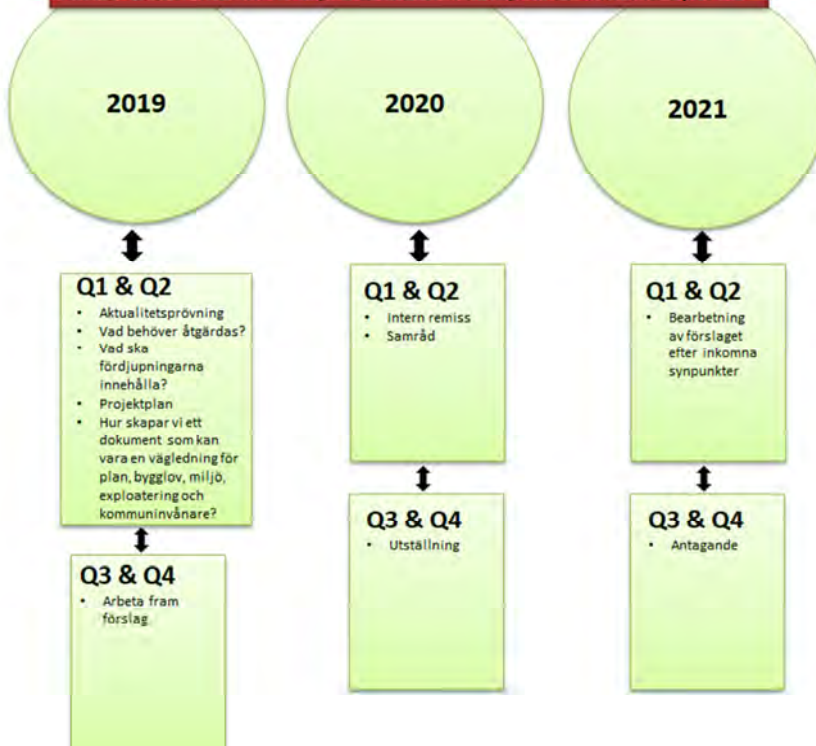 2019
Q1 & Q2
• Aktualitetsprövning
• Vad behöver åtgärdas?
• Vad ska
fördjupningarna
innehålla?
• Projektplan
• Hur skapar vi ett
dokument som kan
vara en vägledning för
plan, bygglov, miljö,
exploatering och
kommuninvånare?
Q3 & Q4
• Arbeta fram
förslag
2020
Q1 & Q2
• Intern remiss
• Samråd
Q3 & Q4
• Utställning
2021
Q1 & Q2
• Bearbetning
av förslaget
efter inkomna
synpunkter
Q3 & Q4
• Antagande